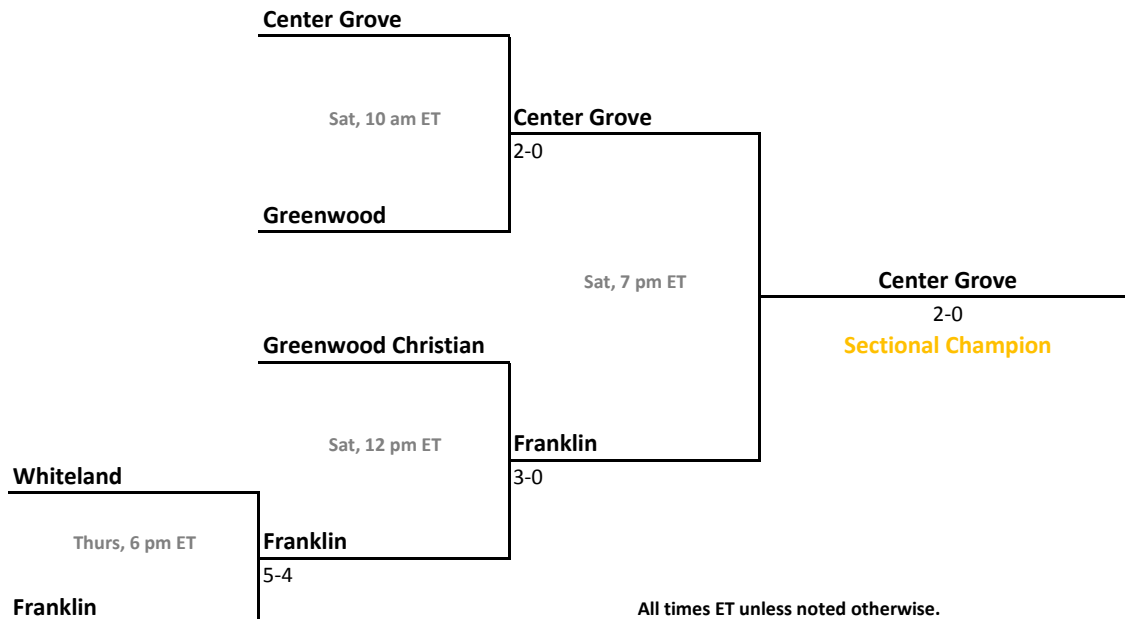 Center Grove
Sat, 10 am ET
Center Grove
2-0
Greenwood
Sat, 7 pm ET
Center Grove
2-0
Sectional Champion
Greenwood Christian
Sat, 12 pm ET
Franklin
3-0
Whiteland
Thurs, 6 pm ET
Franklin
5-4
Franklin
All times ET unless noted otherwise.